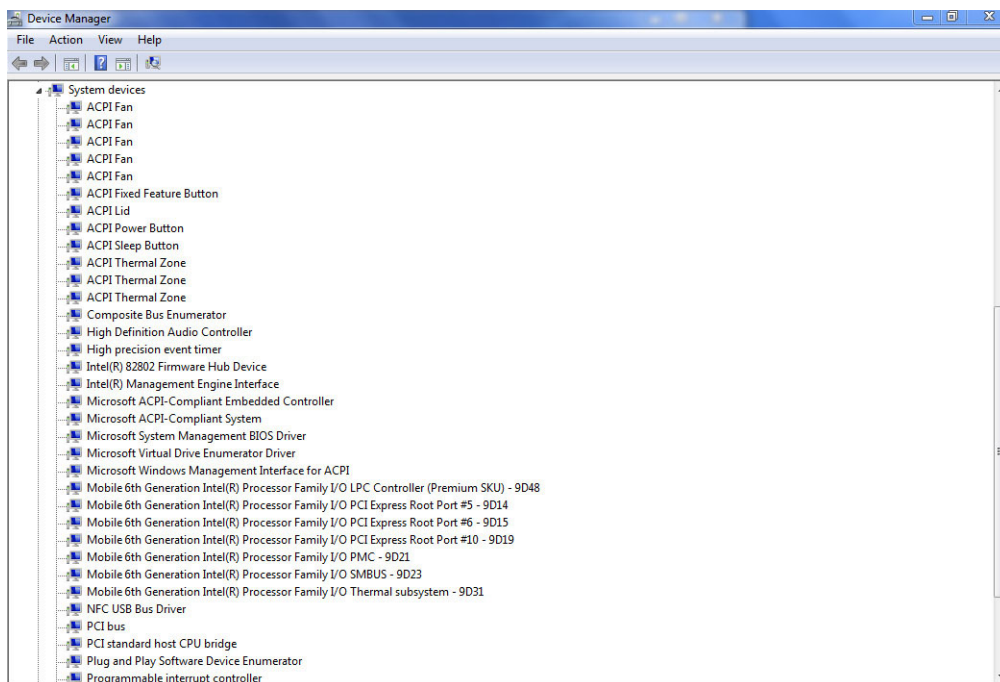 Device Manager
File Action View Help
System devices
ACPI Fan
ACPI Fan
ACPI Fan
ACPI Fan
ACPI Fan
ACPI Fixed Feature Button
ACPI Lid
ACPI Power Button
ACPI Sleep Button
ACPI Thermal Zone
ACPI Thermal Zone
ACPI Thermal Zone
Composite Bus Enumerator
High Definition Audio Controller
High precision event timer
Intel(R) 82802 Firmware Hub Device
Intel(R) Management Engine Interface
Microsoft ACPI-Compliant Embedded Controller
Microsoft ACPI-Compliant System
Microsoft System Management BIOS Driver
Microsoft Virtual Drive Enumerator Driver
Microsoft Windows Management Interface for ACPI
Mobile 6th Generation Intel(R) Processor Family I/O LPC Controller (Premium SKU) - 9D48
Mobile 6th Generation Intel(R) Processor Family I/O PCI Express Root Port #5 - 9D14
Mobile 6th Generation Intel(R) Processor Family I/O PCI Express Root Port #6 - 9D15
Mobile 6th Generation Intel(R) Processor Family I/O PCI Express Root Port #10 - 9D19
Mobile 6th Generation Intel(R) Processor Family I/O PMC - 9D21
Mobile 6th Generation Intel(R) Processor Family I/O SMBUS - 9D23
Mobile 6th Generation Intel(R) Processor Family I/O Thermal subsystem - 9D31
NFC USB Bus Driver
PCI bus
PCI standard host CPU bridge
Plug and Play Software Device Enumerator
Programmable interrupt controller